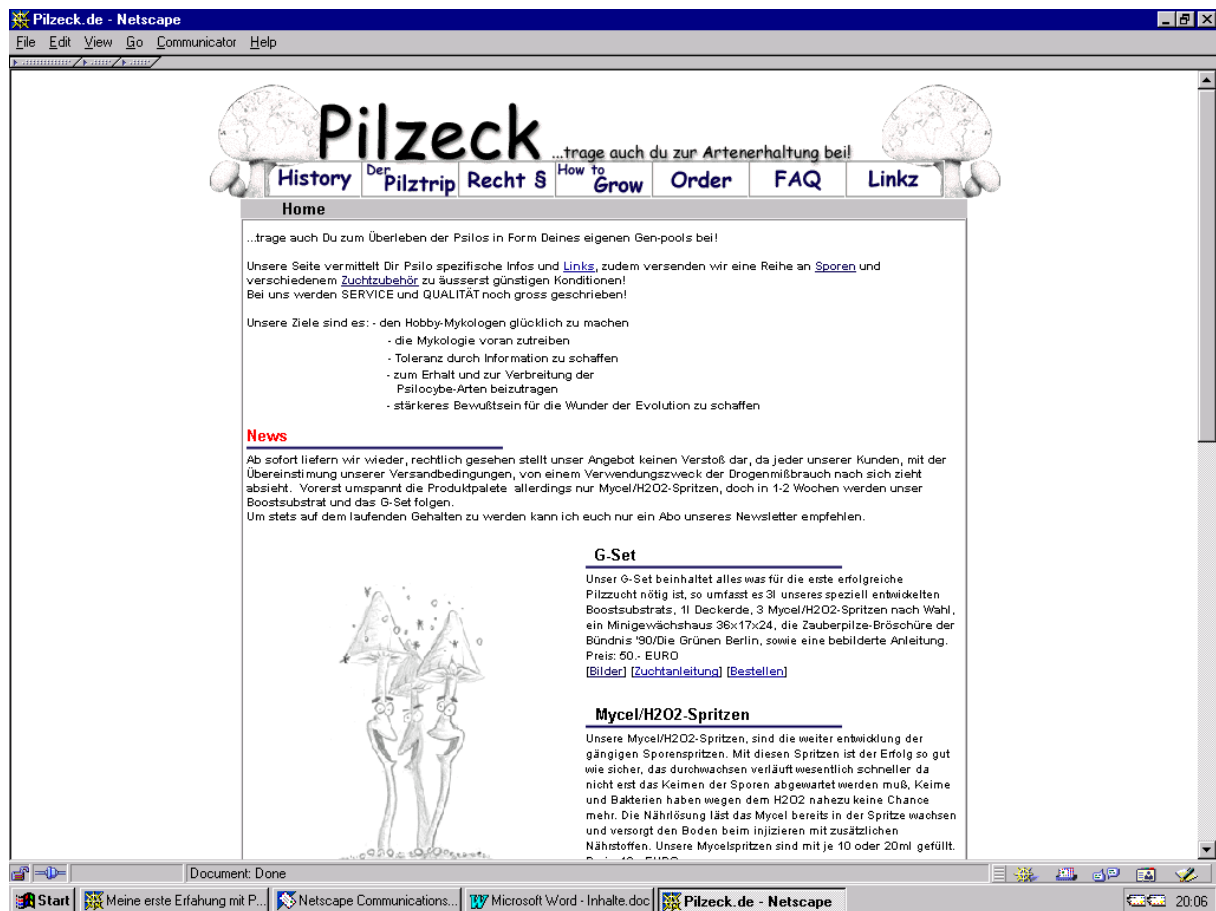 Pilzeck.de - Netscape
File Edit View Go Communicator Help
Pilzeck ...trage auch du zur Artenerhaltung bei!
History Der Pilztrip Recht § How to Grow Order FAQ Linkz
Home
...trage auch Du zum Überleben der Psilos in Form Deines eigenen Gen-pools bei!
Unsere Seite vermittelt Dir Psilo spezifische Infos und Links, zudem versenden wir eine Reihe an Sporen und
verschiedenem Zuchtzubehör zu äusserst günstigen Konditionen!
Bei uns werden SERVICE und QUALITÄT noch gross geschrieben!
Unsere Ziele sind es: - den Hobby-Mykologen glücklich zu machen
- die Mykologie voran zutreiben
- Toleranz durch Information zu schaffen
- zum Erhalt und zur Verbreitung der
Psilocybe-Arten beizutragen
- stärkeres Bewußtsein für die Wunder der Evolution zu schaffen
News
Ab sofort liefern wir wieder, rechtlich gesehen stellt unser Angebot keinen Verstoß dar, da jeder unserer Kunden, mit der
Übereinstimung unserer Versandbedingungen, von einem Verwendungszweck der Drogenmißbrauch nach sich zieht
absieht. Vorerst umspannt die Produktpalete allerdings nur Mycel/H2O2-Spritzen, doch in 1-2 Wochen werden unser
Boostsubstrat und das G-Set folgen.
Um stets auf dem laufenden Gehalten zu werden kann ich euch nur ein Abo unseres Newsletter empfehlen.
G-Set
Unser G-Set beinhaltet alles was für die erste erfolgreiche
Pilzzucht nötig ist, so umfasst es 3l unseres speziell entwickelten
Boostsubstrats, 1l Deckerde, 3 Mycel/H2O2-Spritzen nach Wahl,
ein Minigewächshaus 36x17x24, die Zauberpilze-Bröschüre der
Bündnis '90/Die Grünen Berlin, sowie eine bebilderte Anleitung.
Preis: 50.- EURO
[Bilder] [Zuchtanleitung] [Bestellen]
Mycel/H2O2-Spritzen
Unsere Mycel/H2O2-Spritzen, sind die weiter entwicklung der
gängigen Sporenspritzen. Mit diesen Spritzen ist der Erfolg so gut
wie sicher, das durchwachsen verläuft wesentlich schneller da
nicht erst das Keimen der Sporen abgewartet werden muß, Keime
und Bakterien haben wegen dem H2O2 nahezu keine Chance
mehr. Die Nährlösung läst das Mycel bereits in der Spritze wachsen
und versorgt den Boden beim injizieren mit zusätzlichen
Nährstoffen. Unsere Mycelspritzen sind mit je 10 oder 20ml gefüllt.
Document: Done
Start Meine erste Erfahung mit P... Netscape Communications... Microsoft Word - Inhalte.doc Pilzeck.de - Netscape 20:06